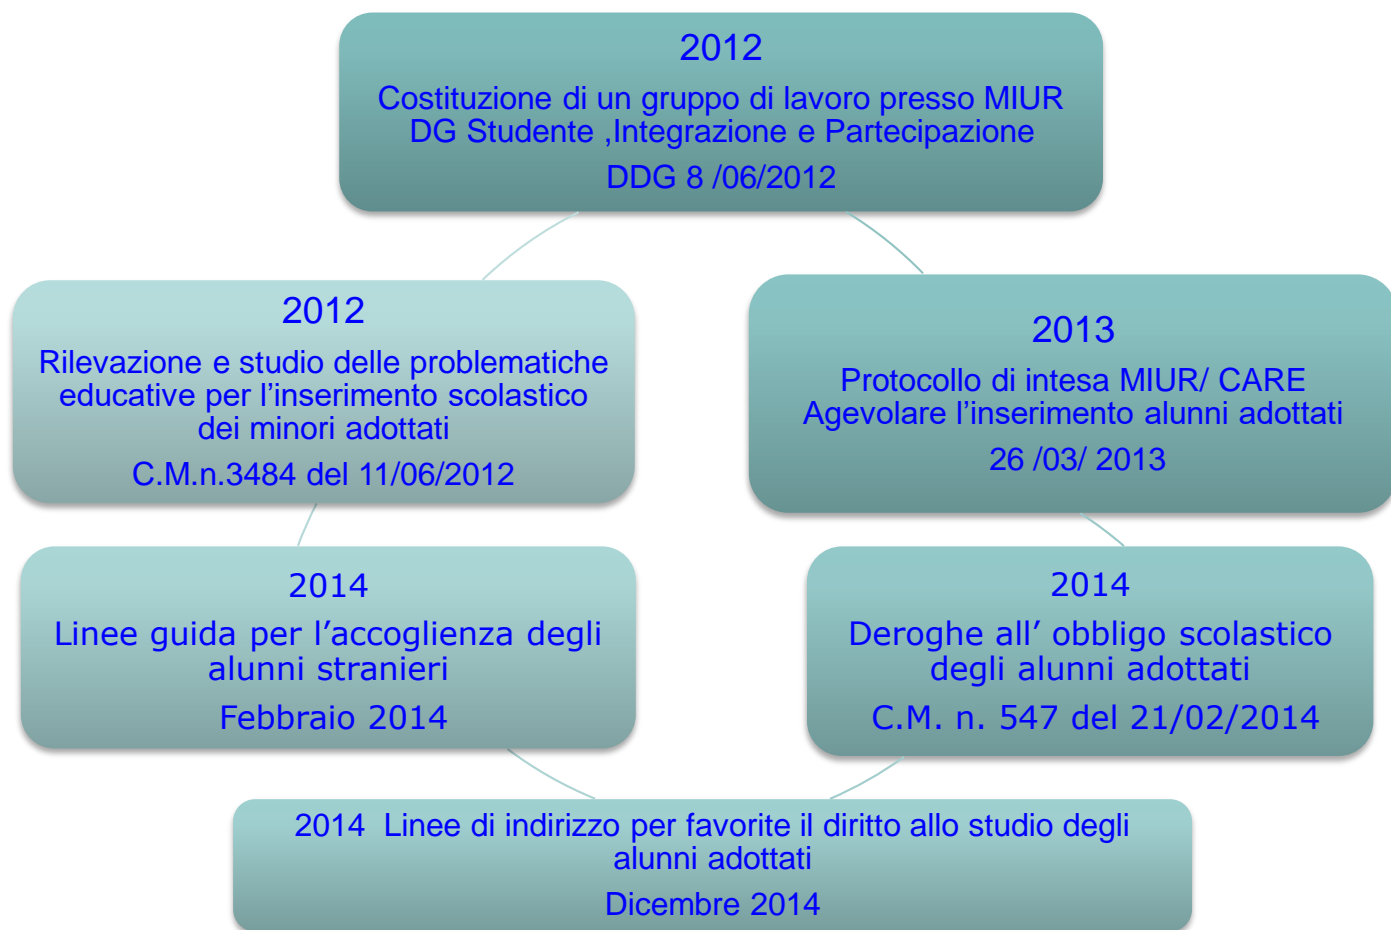 2012
Costituzione di un gruppo di lavoro presso MIUR
DG Studente ,Integrazione e Partecipazione
DDG 8 /06/2012
2012
Rilevazione e studio delle problematiche
educative per l’inserimento scolastico
dei minori adottati
C.M.n.3484 del 11/06/2012
2013
Protocollo di intesa MIUR/ CARE
Agevolare l’inserimento alunni adottati
26 /03/ 2013
2014
Linee guida per l’accoglienza degli
alunni stranieri
Febbraio 2014
2014
Deroghe all’ obbligo scolastico
degli alunni adottati
C.M. n. 547 del 21/02/2014
2014 Linee di indirizzo per favorite il diritto allo studio degli
alunni adottati
Dicembre 2014